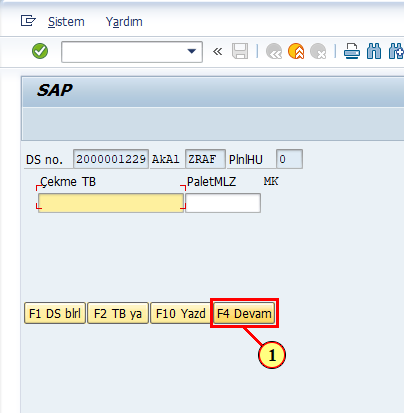 Sistem Yardım
SAP
DS no. 2000001229 AkAl ZRAF PlnlHU 0
Çekme TB PaletMLZ MK
F1 DS blrl F2 TB ya F10 Yazd F4 Devam
1